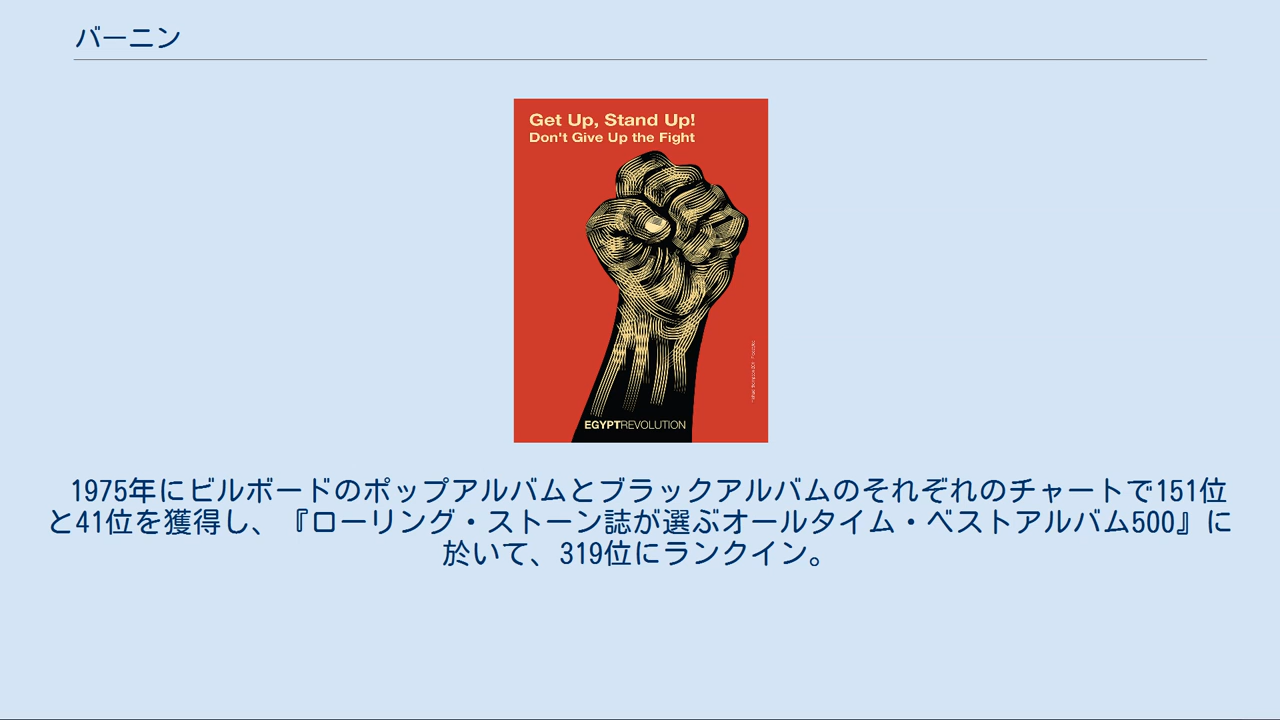 バーニン
Get Up, Stand Up!
Don't Give Up the Fight
EGYPTREVOLUTION
1975年にビルボードのポップアルバムとブラックアルバムのそれぞれのチャートで151位
と41位を獲得し、『ローリング・ストーン誌が選ぶオールタイム・ベストアルバム500』に
於いて、319位にランクイン。